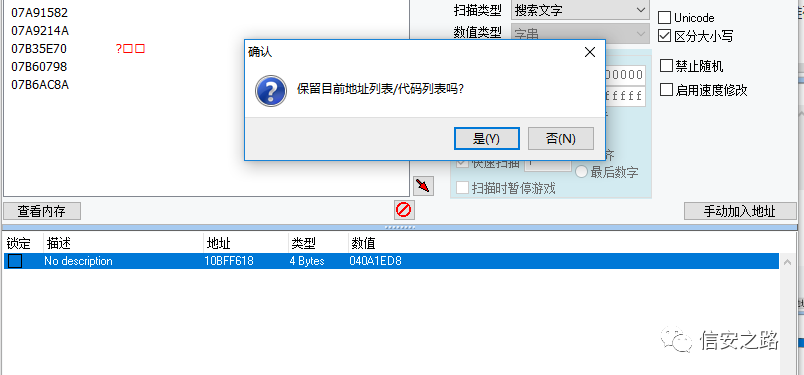 07A91582
07A9214A
07B35E70 ?□□
07B60798
07B6AC8A
扫描类型 搜索文字
数值类型 字串
Unicode
区分大小写
禁止随机
启用速度修改
确认
保留目前地址列表/代码列表吗?
是(Y) 否(N)
00000
fffff
快速扫描 齐
最后数字
扫描时暂停游戏
查看内存 手动加入地址
锁定 描述 地址 类型 数值
No description 10BFF618 4 Bytes 040A1ED8
信安之路